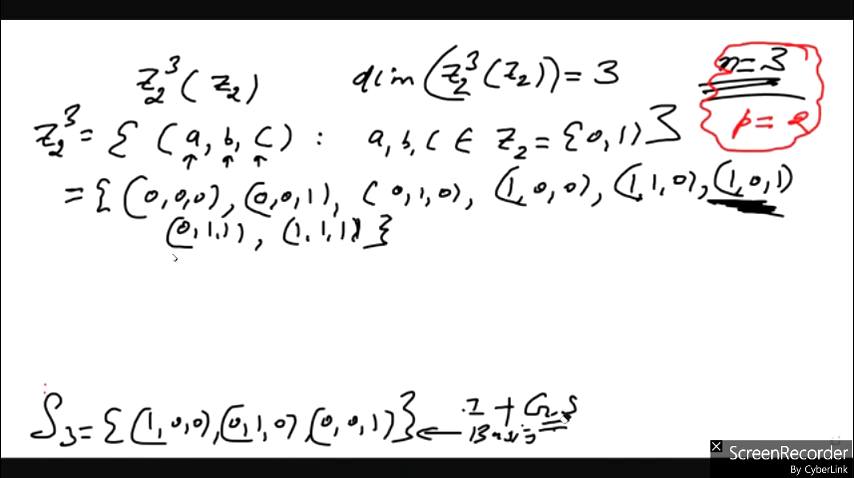 Z₂³(Z₂) dim(Z₂³(Z₂)) = 3 n=3
Z₂³ = { (a, b, c) : a, b, c ∈ Z₂ = {0, 1} } p = 2
= { (0,0,0), (0,0,1), (0,1,0), (1,0,0), (1,1,0), (1,0,1)
(0,1,1), (1,1,1) }
S₃ = { (1,0,0), (0,1,0) (0,0,1) } ← L.I + G.S
Basis
ScreenRecorder
By CyberLink